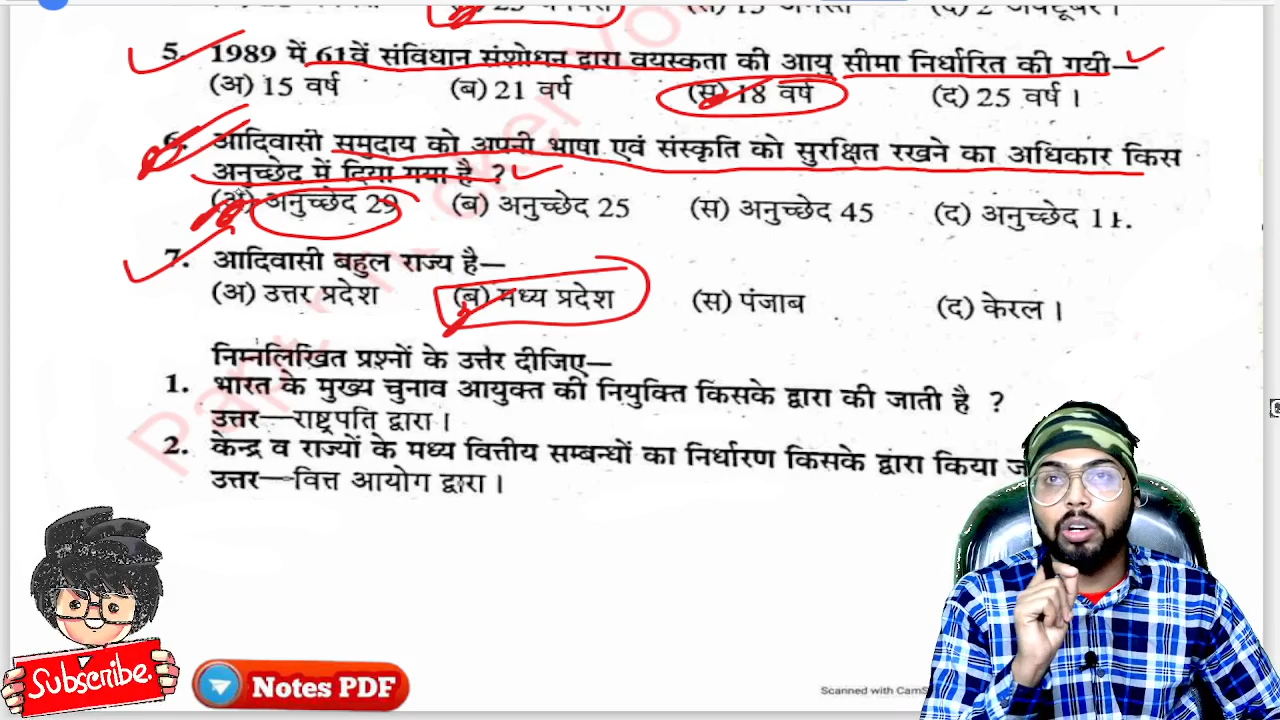 5. 1989 में 61वें संविधान संशोधन द्वारा वयस्कता की आयु सीमा निर्धारित की गयी—
(अ) 15 वर्ष (ब) 21 वर्ष (स) 18 वर्ष (द) 25 वर्ष ।
6. आदिवासी समुदाय को अपनी भाषा एवं संस्कृति को सुरक्षित रखने का अधिकार किस
अनुच्छेद में दिया गया है ?
(अ) अनुच्छेद 29 (ब) अनुच्छेद 25 (स) अनुच्छेद 45 (द) अनुच्छेद 11.
7. आदिवासी बहुल राज्य है—
(अ) उत्तर प्रदेश (ब) मध्य प्रदेश (स) पंजाब (द) केरल ।
निम्नलिखित प्रश्नों के उत्तर दीजिए—
1. भारत के मुख्य चुनाव आयुक्त की नियुक्ति किसके द्वारा की जाती है ?
उत्तर—राष्ट्रपति द्वारा ।
2. केन्द्र व राज्यों के मध्य वित्तीय सम्बन्धों का निर्धारण किसके द्वारा किया
उत्तर—वित्त आयोग द्वारा ।
Subscribe.
Notes PDF
Scanned with